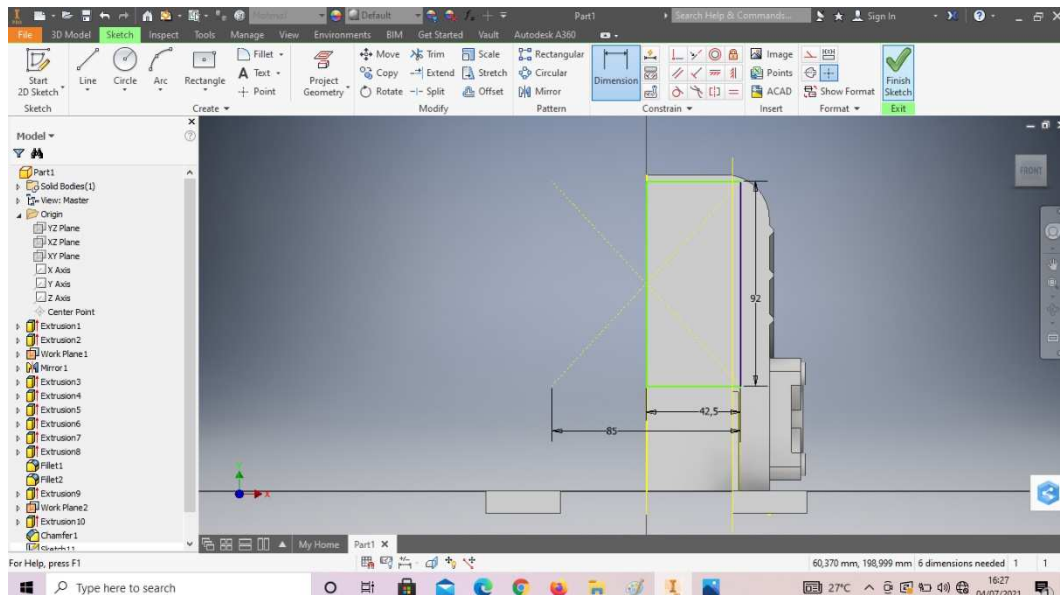 Material Default Part1 Search Help & Commands... Sign In
File 3D Model Sketch Inspect Tools Manage View Environments BIM Get Started Vault Autodesk A360
Start 2D Sketch Line Circle Arc Rectangle Fillet Text Point Project Geometry Move Trim Scale Rectangular Dimension Image Finish Sketch
Copy Extend Stretch Circular Points
Rotate Split Offset Mirror ACAD Show Format
Sketch Create Modify Pattern Constrain Insert Format Exit
Model
Part1
Solid Bodies(1)
View: Master
Origin
YZ Plane
XZ Plane
XY Plane
X Axis
Y Axis
Z Axis
Center Point
Extrusion1
Extrusion2
Work Plane1
Mirror1
Extrusion3
Extrusion4
Extrusion5
Extrusion6
Extrusion7
Extrusion8
Fillet1
Fillet2
Extrusion9
Work Plane2
Extrusion10
Chamfer1
Sketch11
FRONT
92
42,5
85
Y
X
My Home Part1
For Help, press F1 60,370 mm, 198,999 mm 6 dimensions needed 1 1
Type here to search 27°C 16:27
04/07/2021